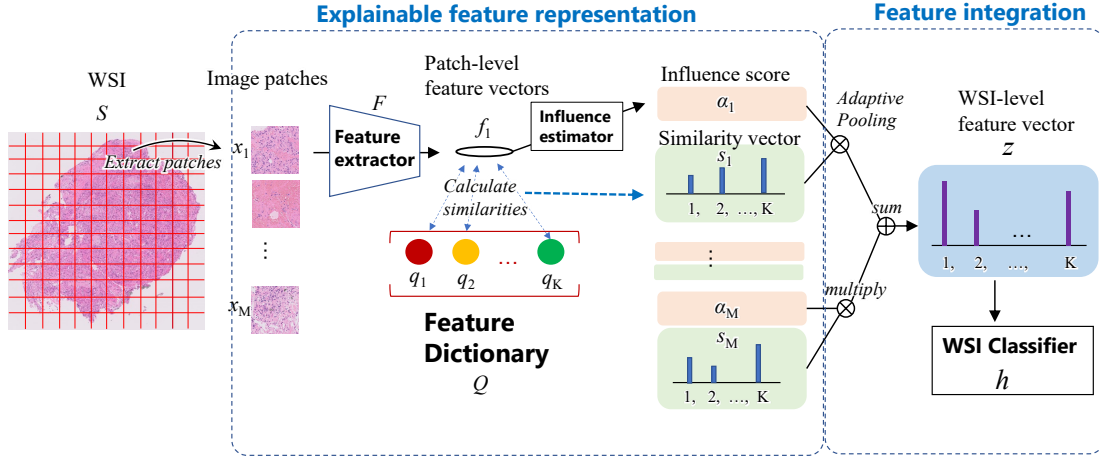 Explainable feature representation
Feature integration
WSI
S
Extract patches
Image patches
x1
⋮
xM
F
Feature
extractor
Patch-level
feature vectors
f1
Influence
estimator
Calculate
similarities
q1 q2 … qK
Feature
Dictionary
Q
Influence score
α1
Similarity vector
s1
1, 2, …, K
⋮
αM
sM
1, 2, …, K
Adaptive
Pooling
multiply
sum
WSI-level
feature vector
z
…
1, 2, …, K
WSI Classifier
h